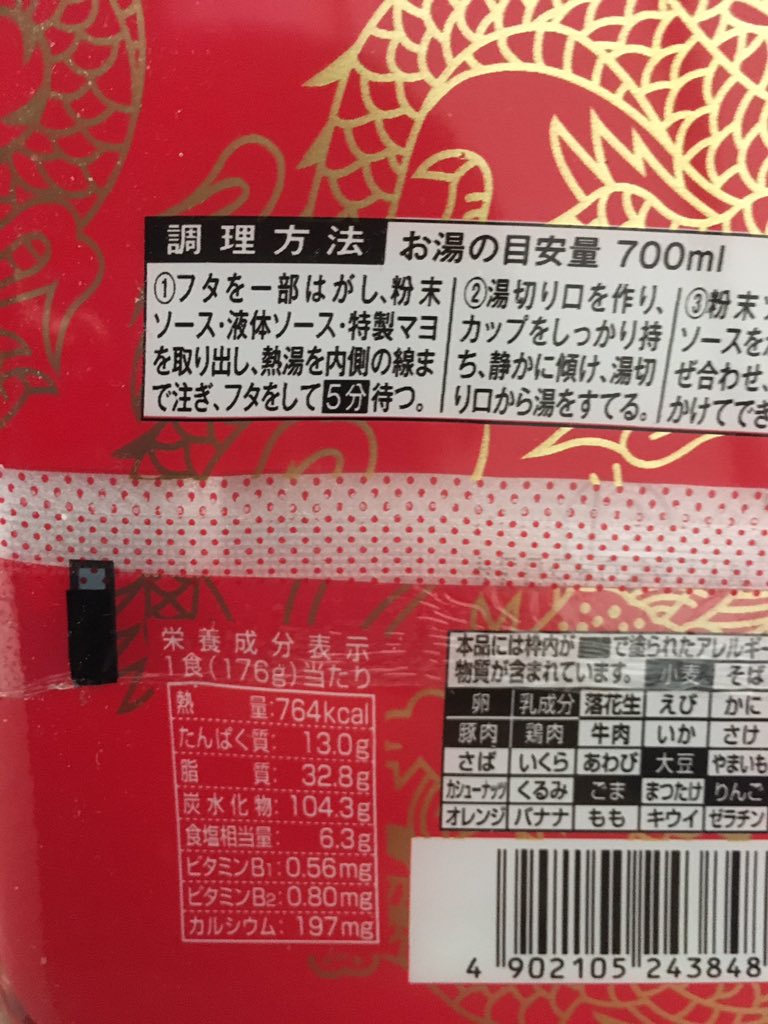 調理方法 お湯の目安量 700ml
①フタを一部はがし、粉末
ソース・液体ソース・特製マヨ
を取り出し、熱湯を内側の線ま
で注ぎ、フタをして5分待つ。
②湯切り口を作り、
カップをしっかり持
ち、静かに傾け、湯切
り口から湯をすてる。
③粉末
ソースを
ぜ合わせ、
かけてでき
栄養成分表示
1食(176g)当たり
熱量:764kcal
たんぱく質: 13.0g
脂質: 32.8g
炭水化物: 104.3g
食塩相当量: 6.3g
ビタミンB1: 0.56mg
ビタミンB2: 0.80mg
カルシウム: 197mg
本品には枠内が で塗られたアレルギー
物質が含まれています。 小麦 そば
卵 乳成分 落花生 えび かに
豚肉 鶏肉 牛肉 いか さけ
さば いくら あわび 大豆 やまいも
カシューナッツ くるみ ごま まつたけ りんご
オレンジ バナナ もも キウイ ゼラチン
4 902105 243848